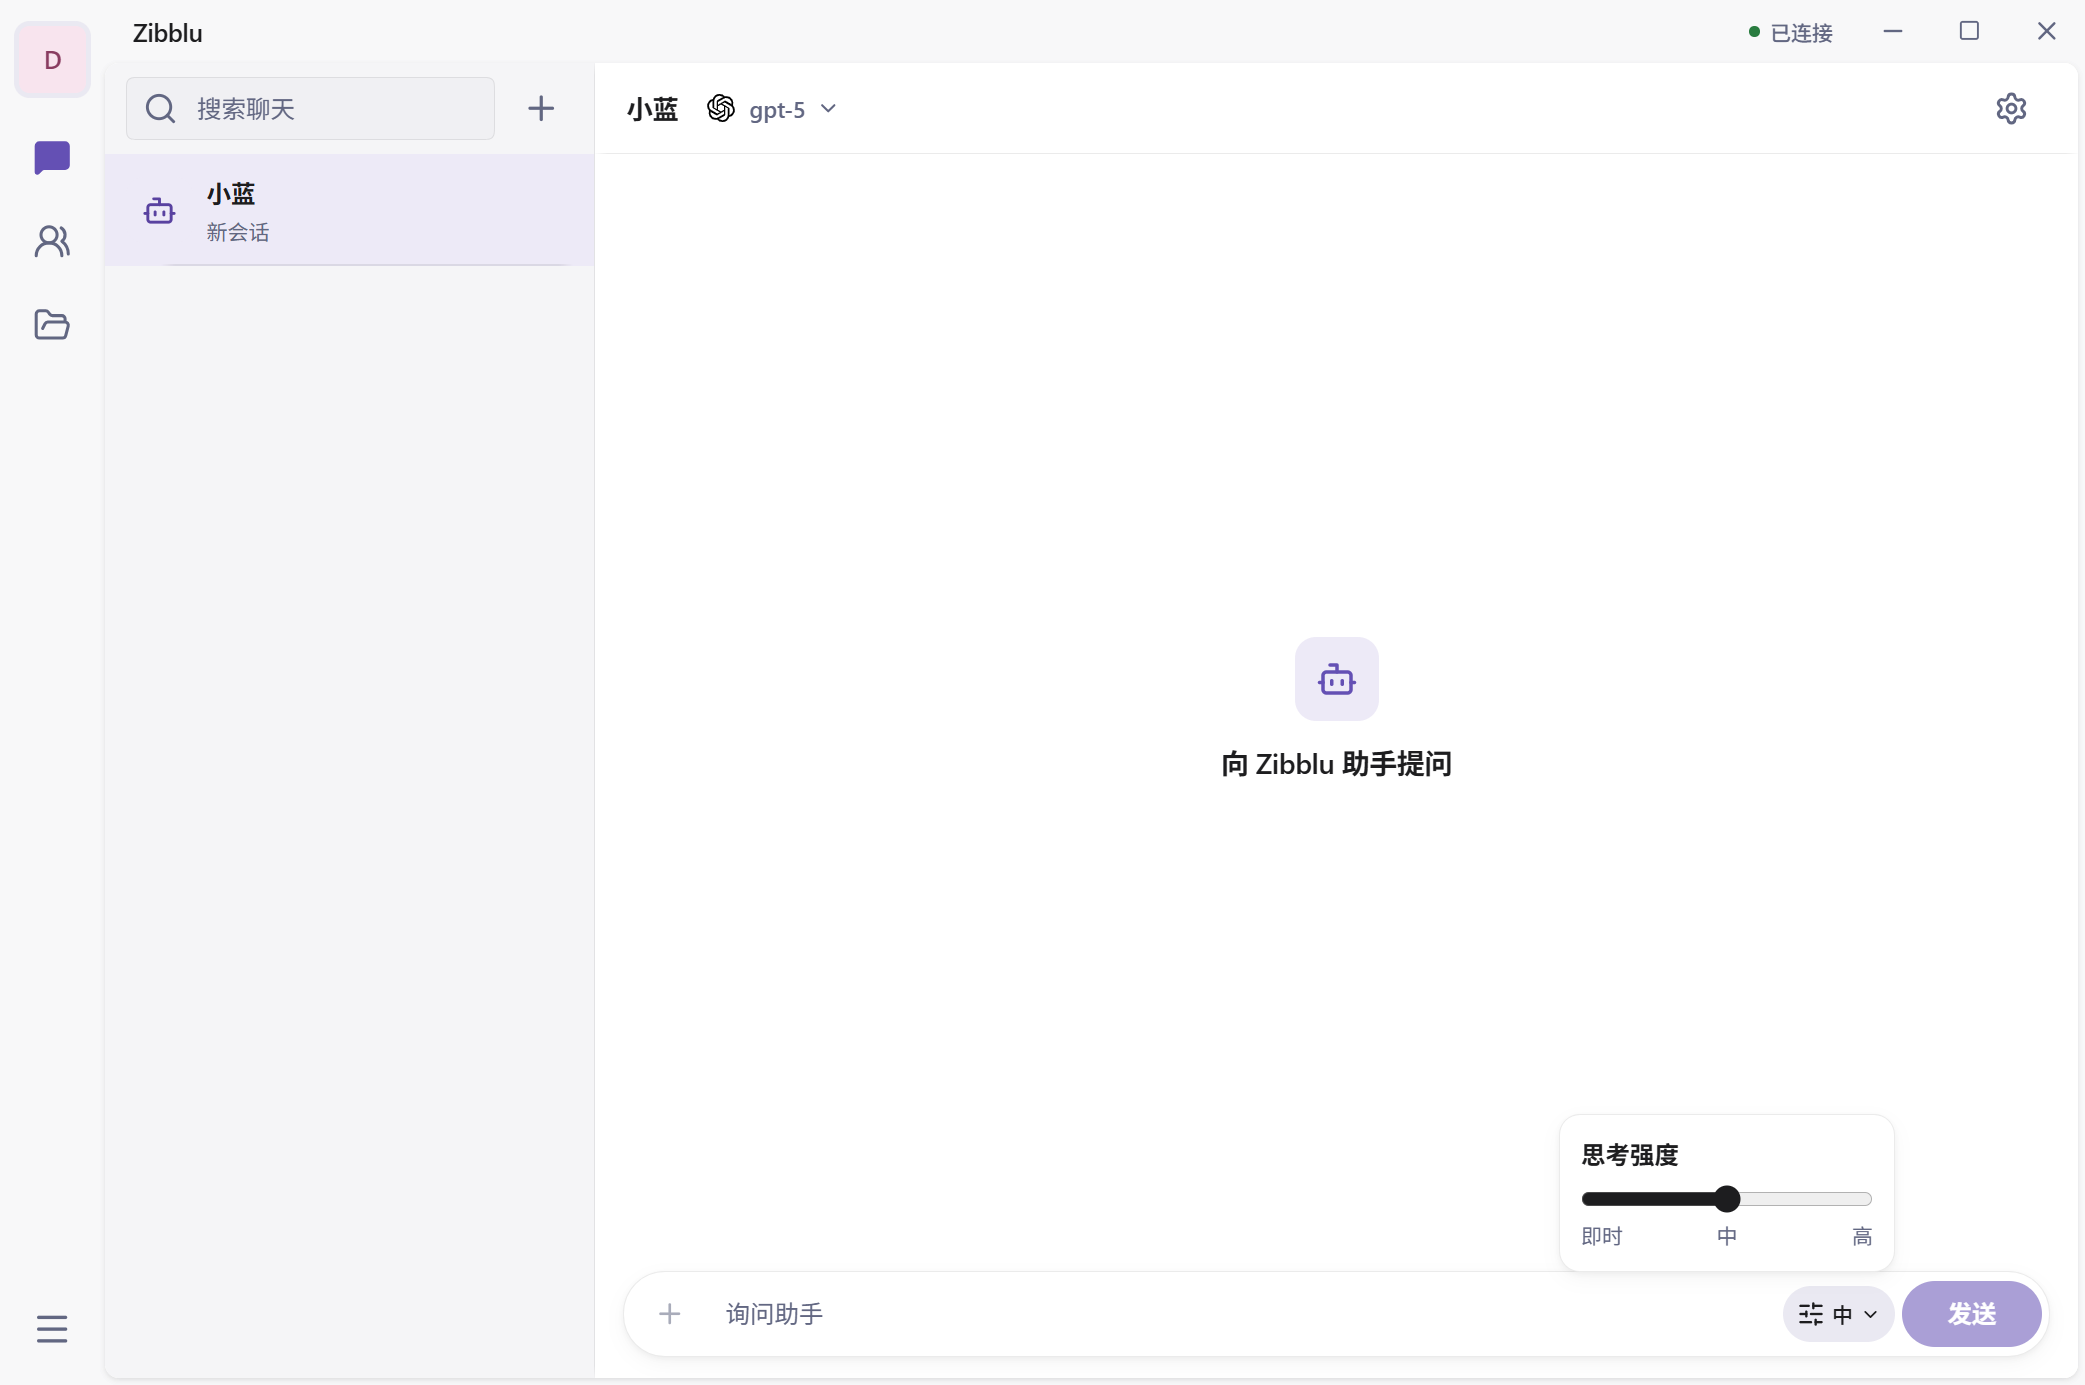 D
Zibblu
已连接
搜索聊天
小蓝
新会话
小蓝 gpt-5
向 Zibblu 助手提问
思考强度
即时 中 高
询问助手
中
发送